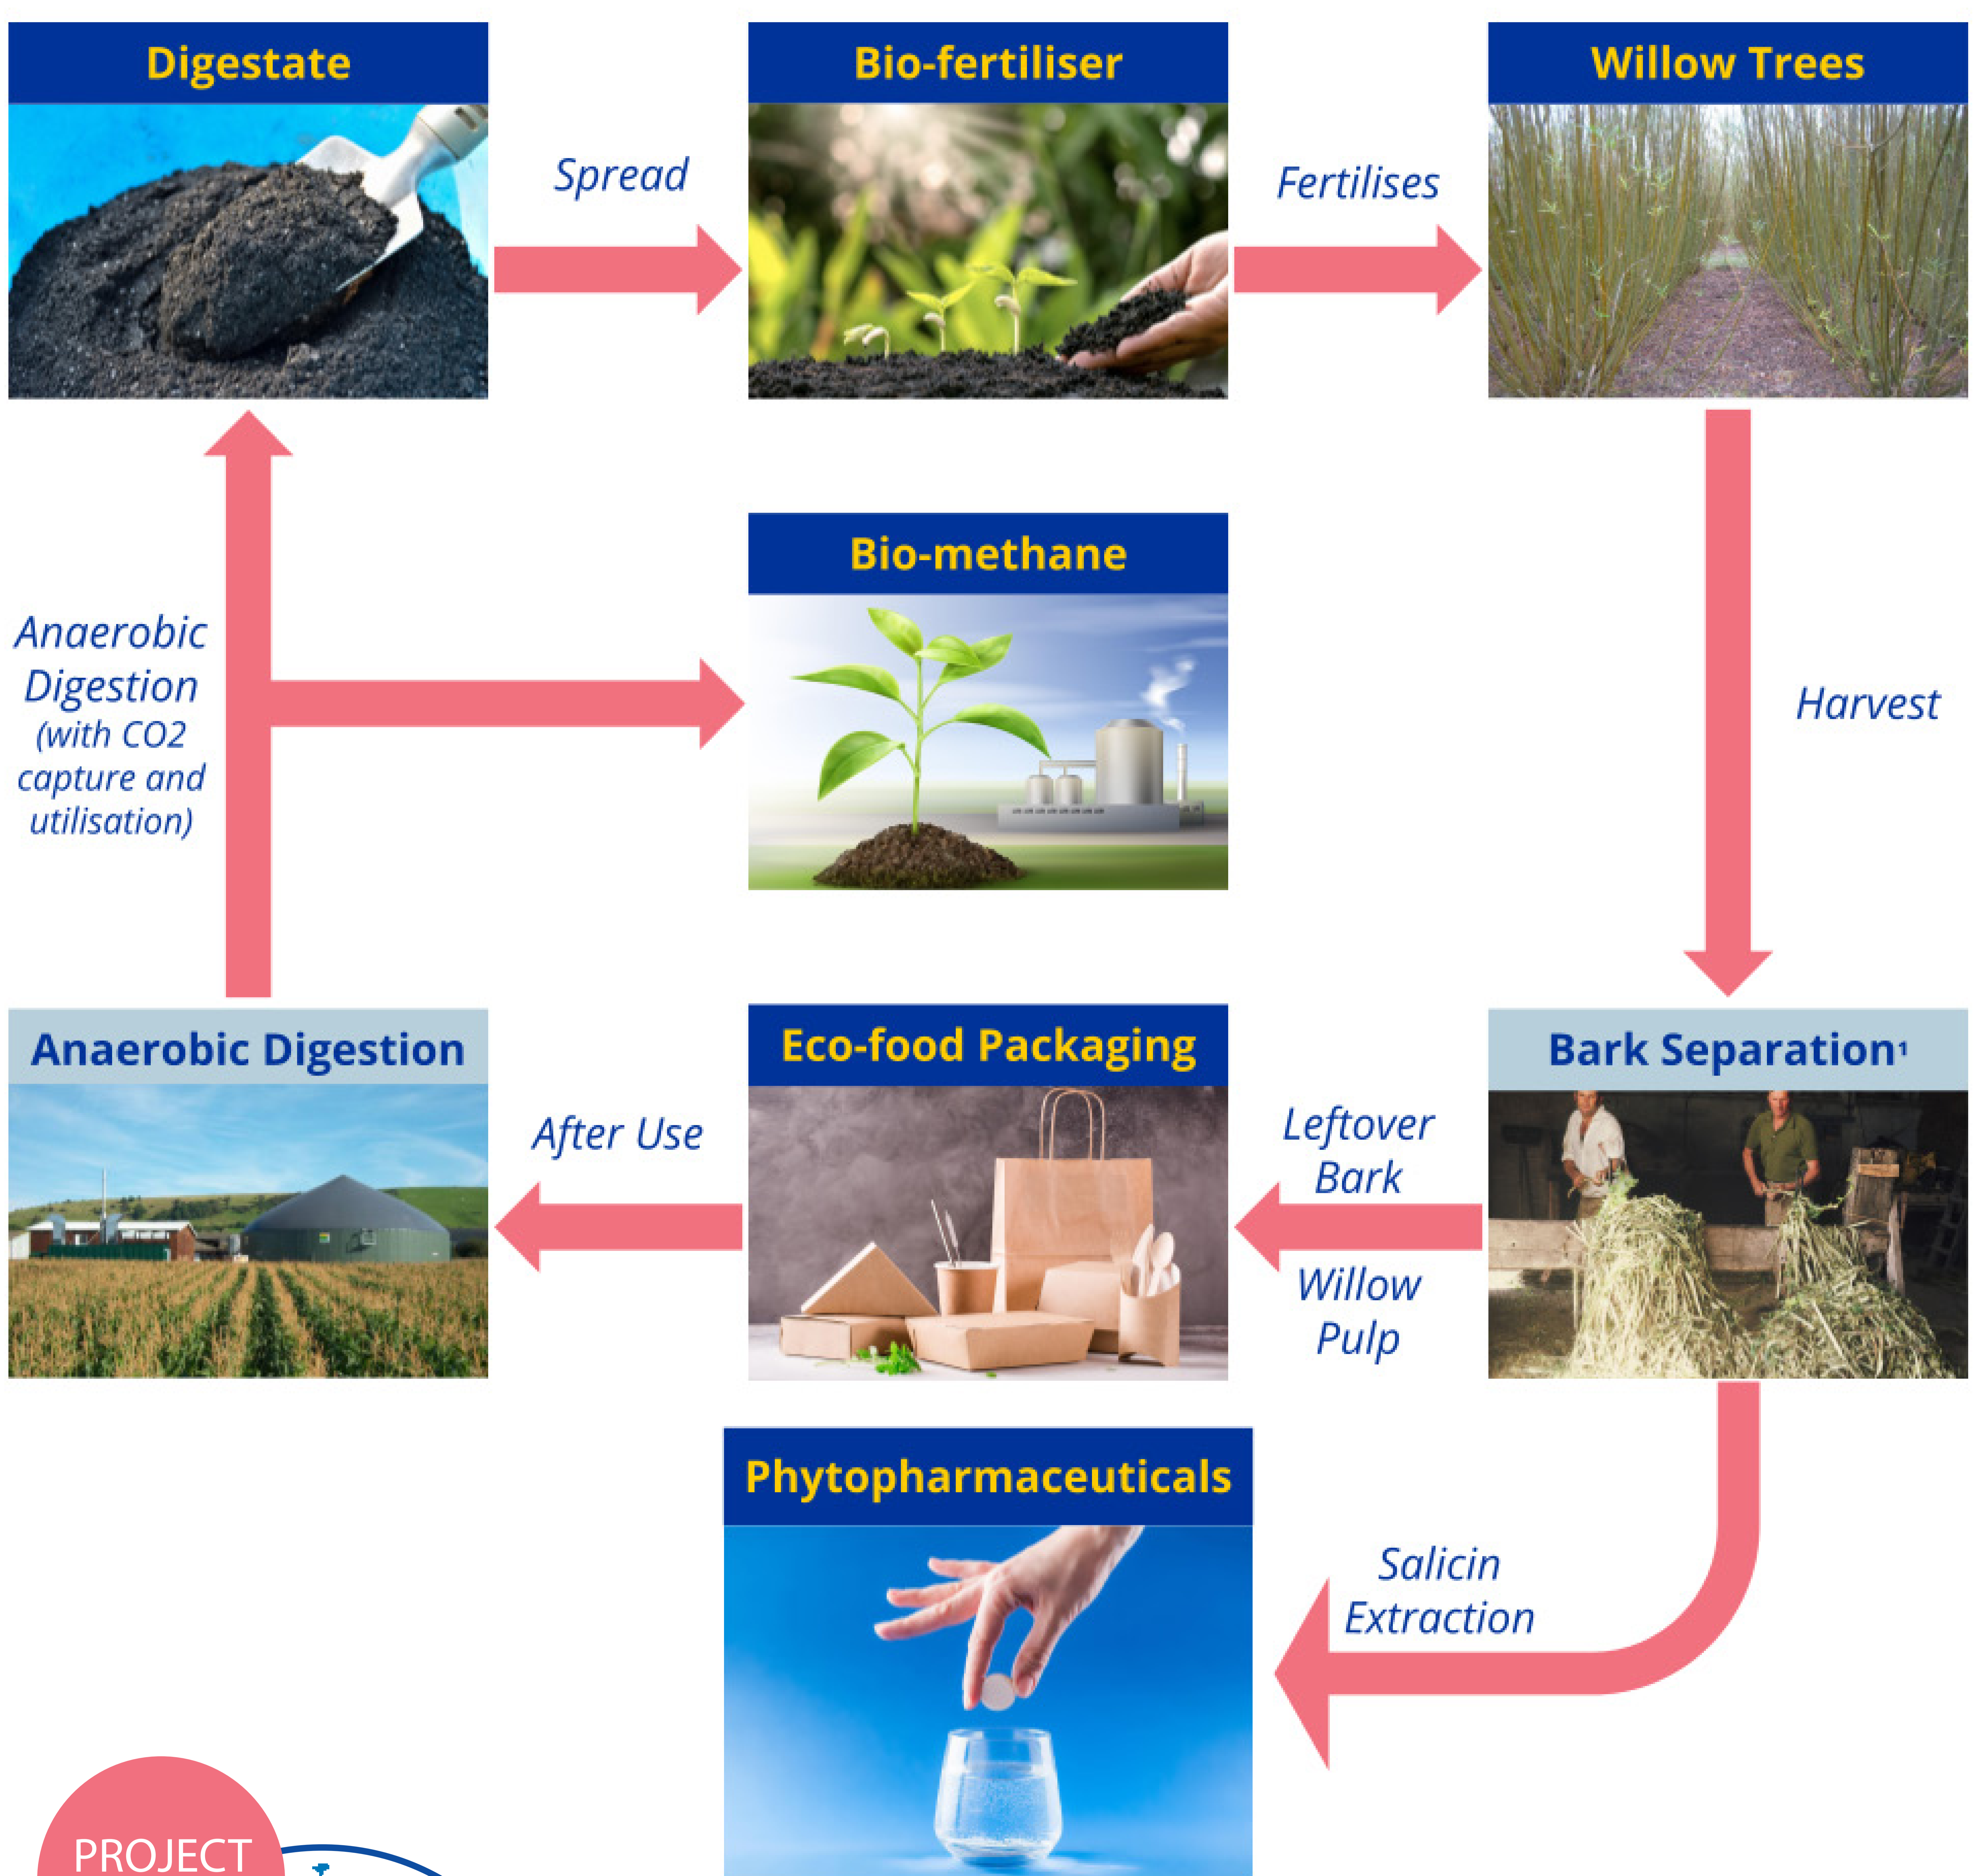 Digestate
Bio-fertiliser
Willow Trees
Spread
Fertilises
Bio-methane
Anaerobic
Digestion
(with CO2
capture and
utilisation)
Harvest
Anaerobic Digestion
Eco-food Packaging
Bark Separation¹
After Use
Leftover
Bark
Willow
Pulp
Phytopharmaceuticals
Salicin
Extraction
PROJECT